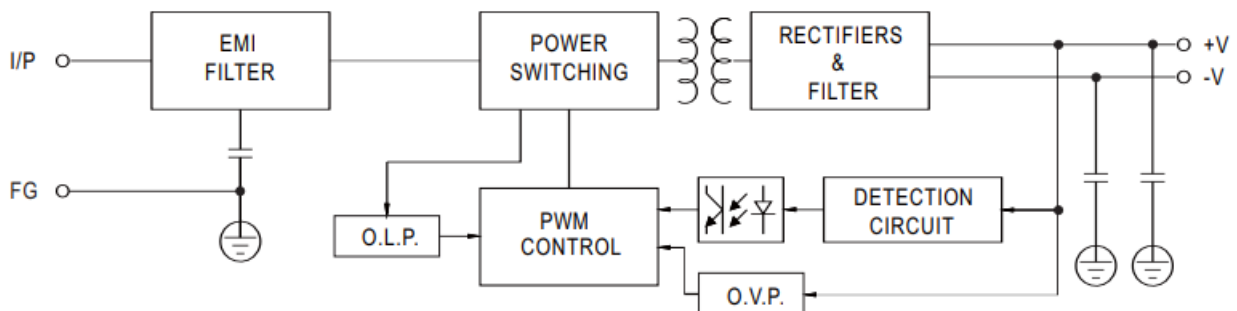 I/P
EMI
FILTER
POWER
SWITCHING
RECTIFIERS
&
FILTER
+V
-V
FG
O.L.P.
PWM
CONTROL
DETECTION
CIRCUIT
O.V.P.